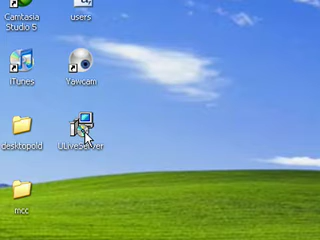 Camtasia
Studio 5
users
iTunes
Yawcam
desktopold
ULiveServer
mcc